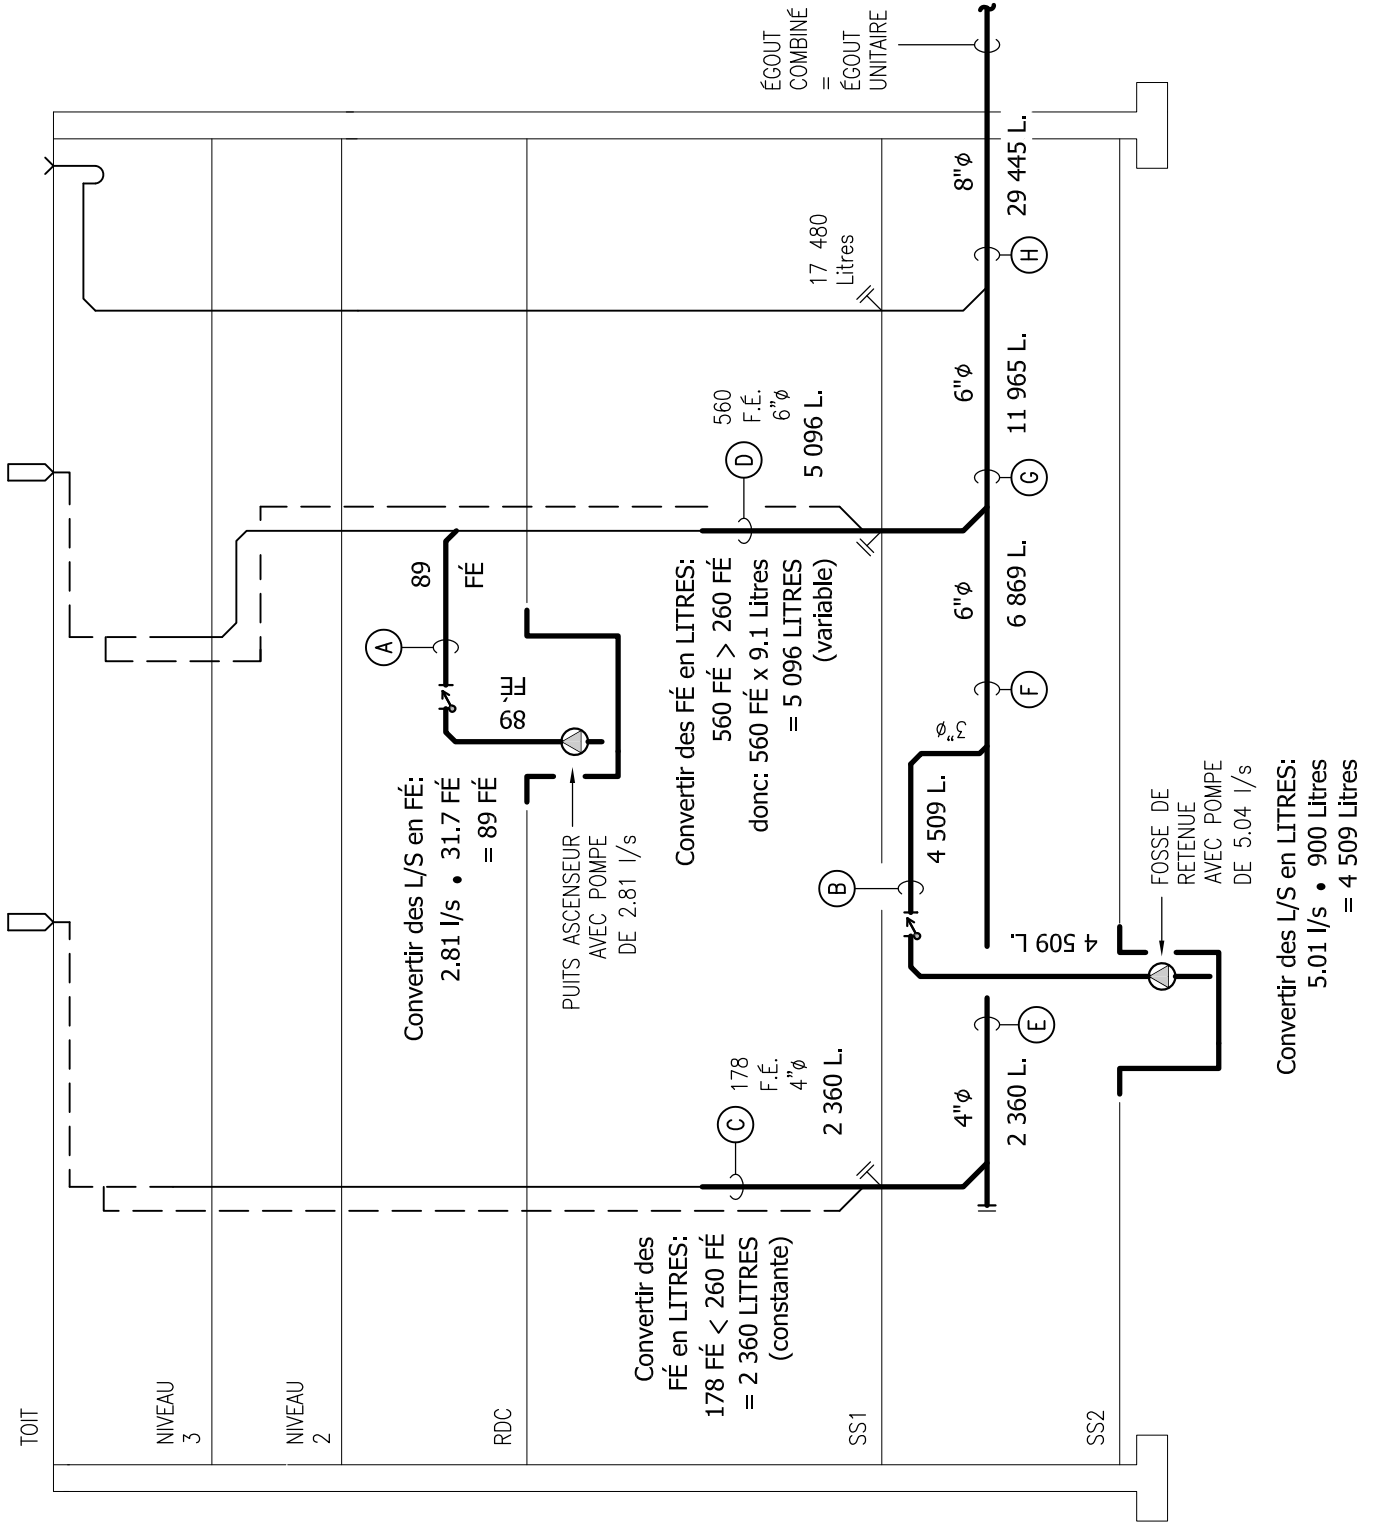 TOIT
NIVEAU
3
NIVEAU
2
RDC
SS1
SS2
ÉGOUT
COMBINÉ
=
ÉGOUT
UNITAIRE
Convertir des
FÉ en LITRES:
178 FÉ < 260 FÉ
= 2 360 LITRES
(constante)
C
178
F.É.
4"ø
2 360 L.
Convertir des L/S en FÉ:
2.81 l/s • 31.7 FÉ
= 89 FÉ
PUITS ASCENSEUR
AVEC POMPE
DE 2.81 l/s
89
FÉ
A
89
FÉ
Convertir des FÉ en LITRES:
560 FÉ > 260 FÉ
donc: 560 FÉ x 9.1 Litres
= 5 096 LITRES
(variable)
D
560
F.É.
6"ø
5 096 L.
17 480
Litres
B
4 509 L.
3"ø
4 509 L.
4"ø
2 360 L.
E
6"ø
6 869 L.
F
6"ø
11 965 L.
G
8"ø
29 445 L.
H
FOSSE DE
RETENUE
AVEC POMPE
DE 5.04 l/s
Convertir des L/S en LITRES:
5.01 l/s • 900 Litres
= 4 509 Litres